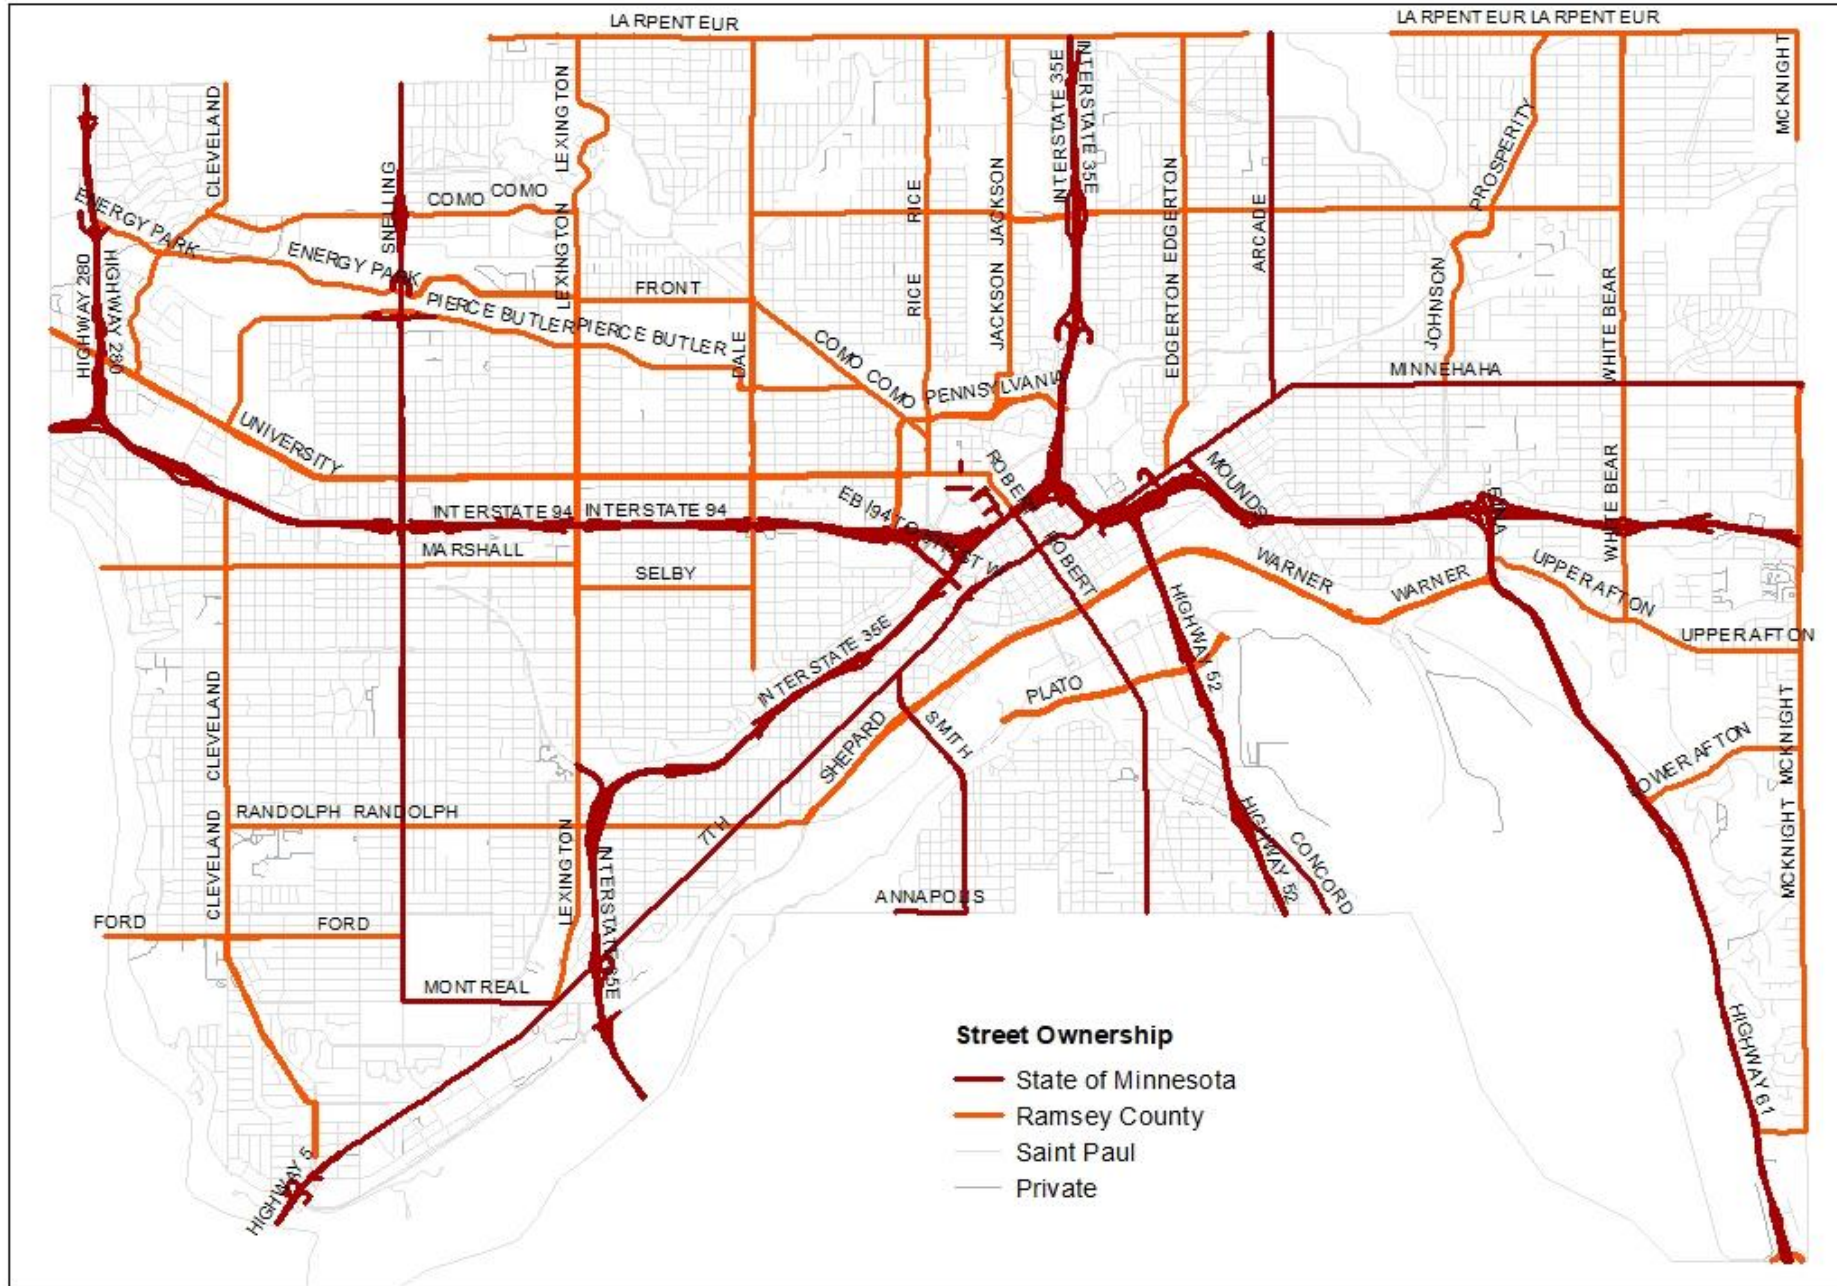 LARPENTEUR
LARPENTEUR LARPENTEUR
MCKNIGHT
CLEVELAND
LEXINGTON
INTERSTATE 35E
INTERSTATE 35E
PROSPERITY
SNELLING
COMO
COMO
RICE
JACKSON
EDGERTON
EDGERTON
ARCADE
ENERGY PARK
ENERGY PARK
LEXINGTON
LEXINGTON
HIGHWAY 280
HIGHWAY 280
FRONT
RICE
JACKSON
JOHNSON
WHITE BEAR
PIERCE BUTLER
PIERCE BUTLER
DALE
COMO
COMO
PENNSYLVANIA
MINNEHAHA
UNIVERSITY
ROBERT
MOUNDS
WHITE BEAR
INTERSTATE 94
INTERSTATE 94
MARSHALL
SELBY
ROBERT
WARNER
WARNER
UPPER AFTON
UPPER AFTON
HIGHWAY 52
INTERSTATE 35E
PLATO
CLEVELAND
SHEPARD
SMITH
LOWER AFTON
MCKNIGHT
RANDOLPH
RANDOLPH
7TH
CLEVELAND
LEXINGTON
INTERSTATE 35E
HIGHWAY 52
CONCORD
MCKNIGHT
FORD
FORD
ANNAPOLIS
MONTREAL
HIGHWAY 61
HIGHWAY 5
Street Ownership
State of Minnesota
Ramsey County
Saint Paul
Private